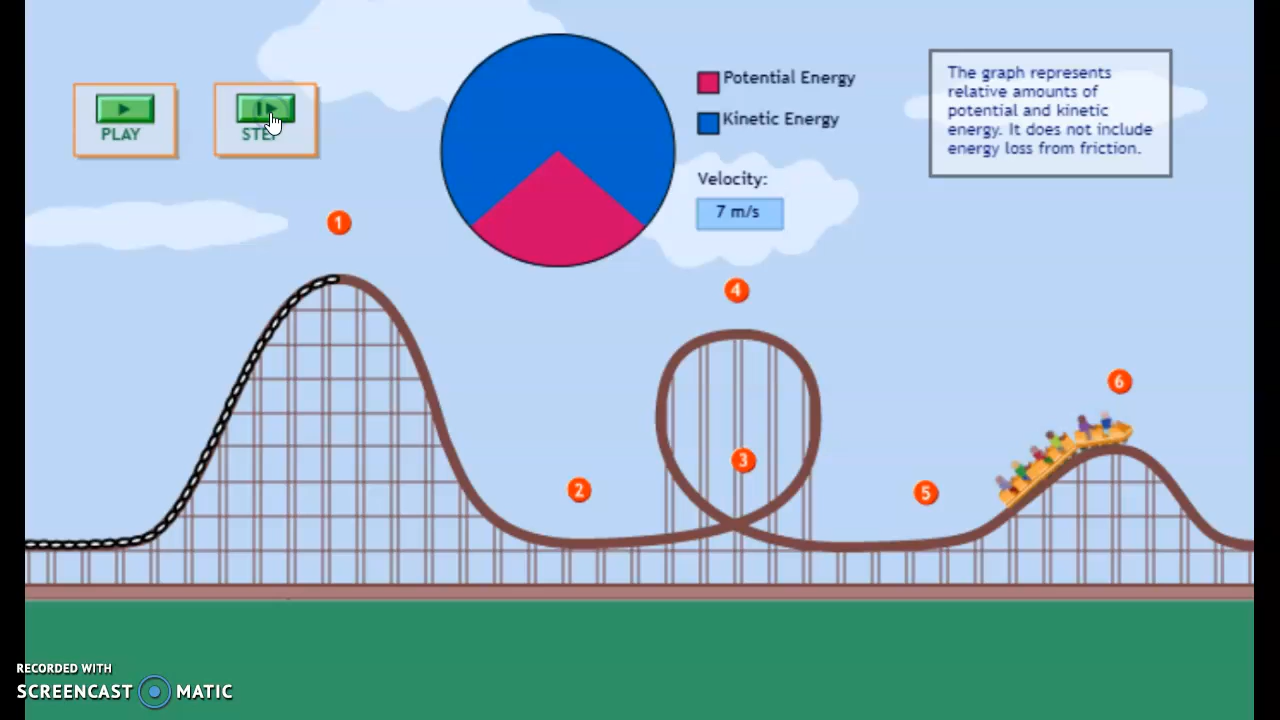 PLAY
STEP
Potential Energy
Kinetic Energy
Velocity:
7 m/s
The graph represents
relative amounts of
potential and kinetic
energy. It does not include
energy loss from friction.
1
4
6
3
2
5
RECORDED WITH
SCREENCAST MATIC